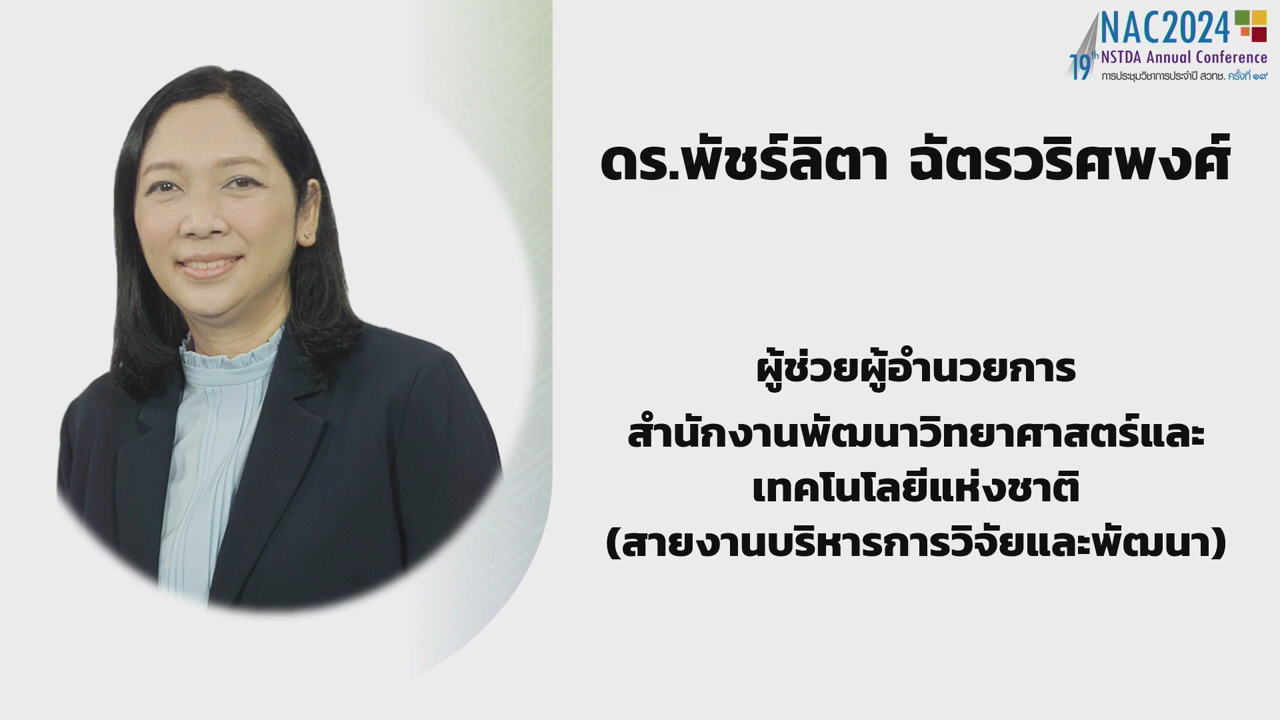 NAC2024
19th NSTDA Annual Conference
การประชุมวิชาการประจำปี สวทช. ครั้งที่ ๑๙
ดร.พัชร์ลิตา ฉัตรวริศพงศ์
ผู้ช่วยผู้อำนวยการ
สำนักงานพัฒนาวิทยาศาสตร์และ
เทคโนโลยีแห่งชาติ
(สายงานบริหารการวิจัยและพัฒนา)